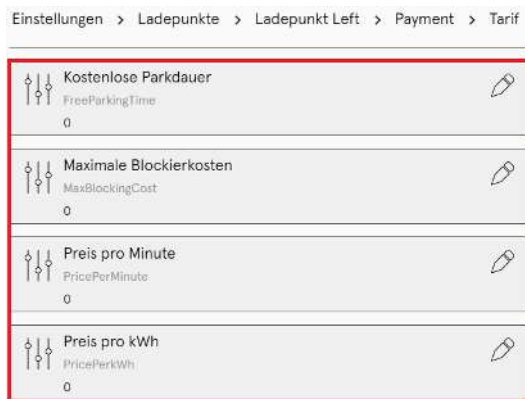 Einstellungen > Ladepunkte > Ladepunkt Left > Payment > Tarif
Kostenlose Parkdauer
FreeParkingTime
0
Maximale Blockierkosten
MaxBlockingCost
0
Preis pro Minute
PricePerMinute
0
Preis pro kWh
PricePerkWh
0